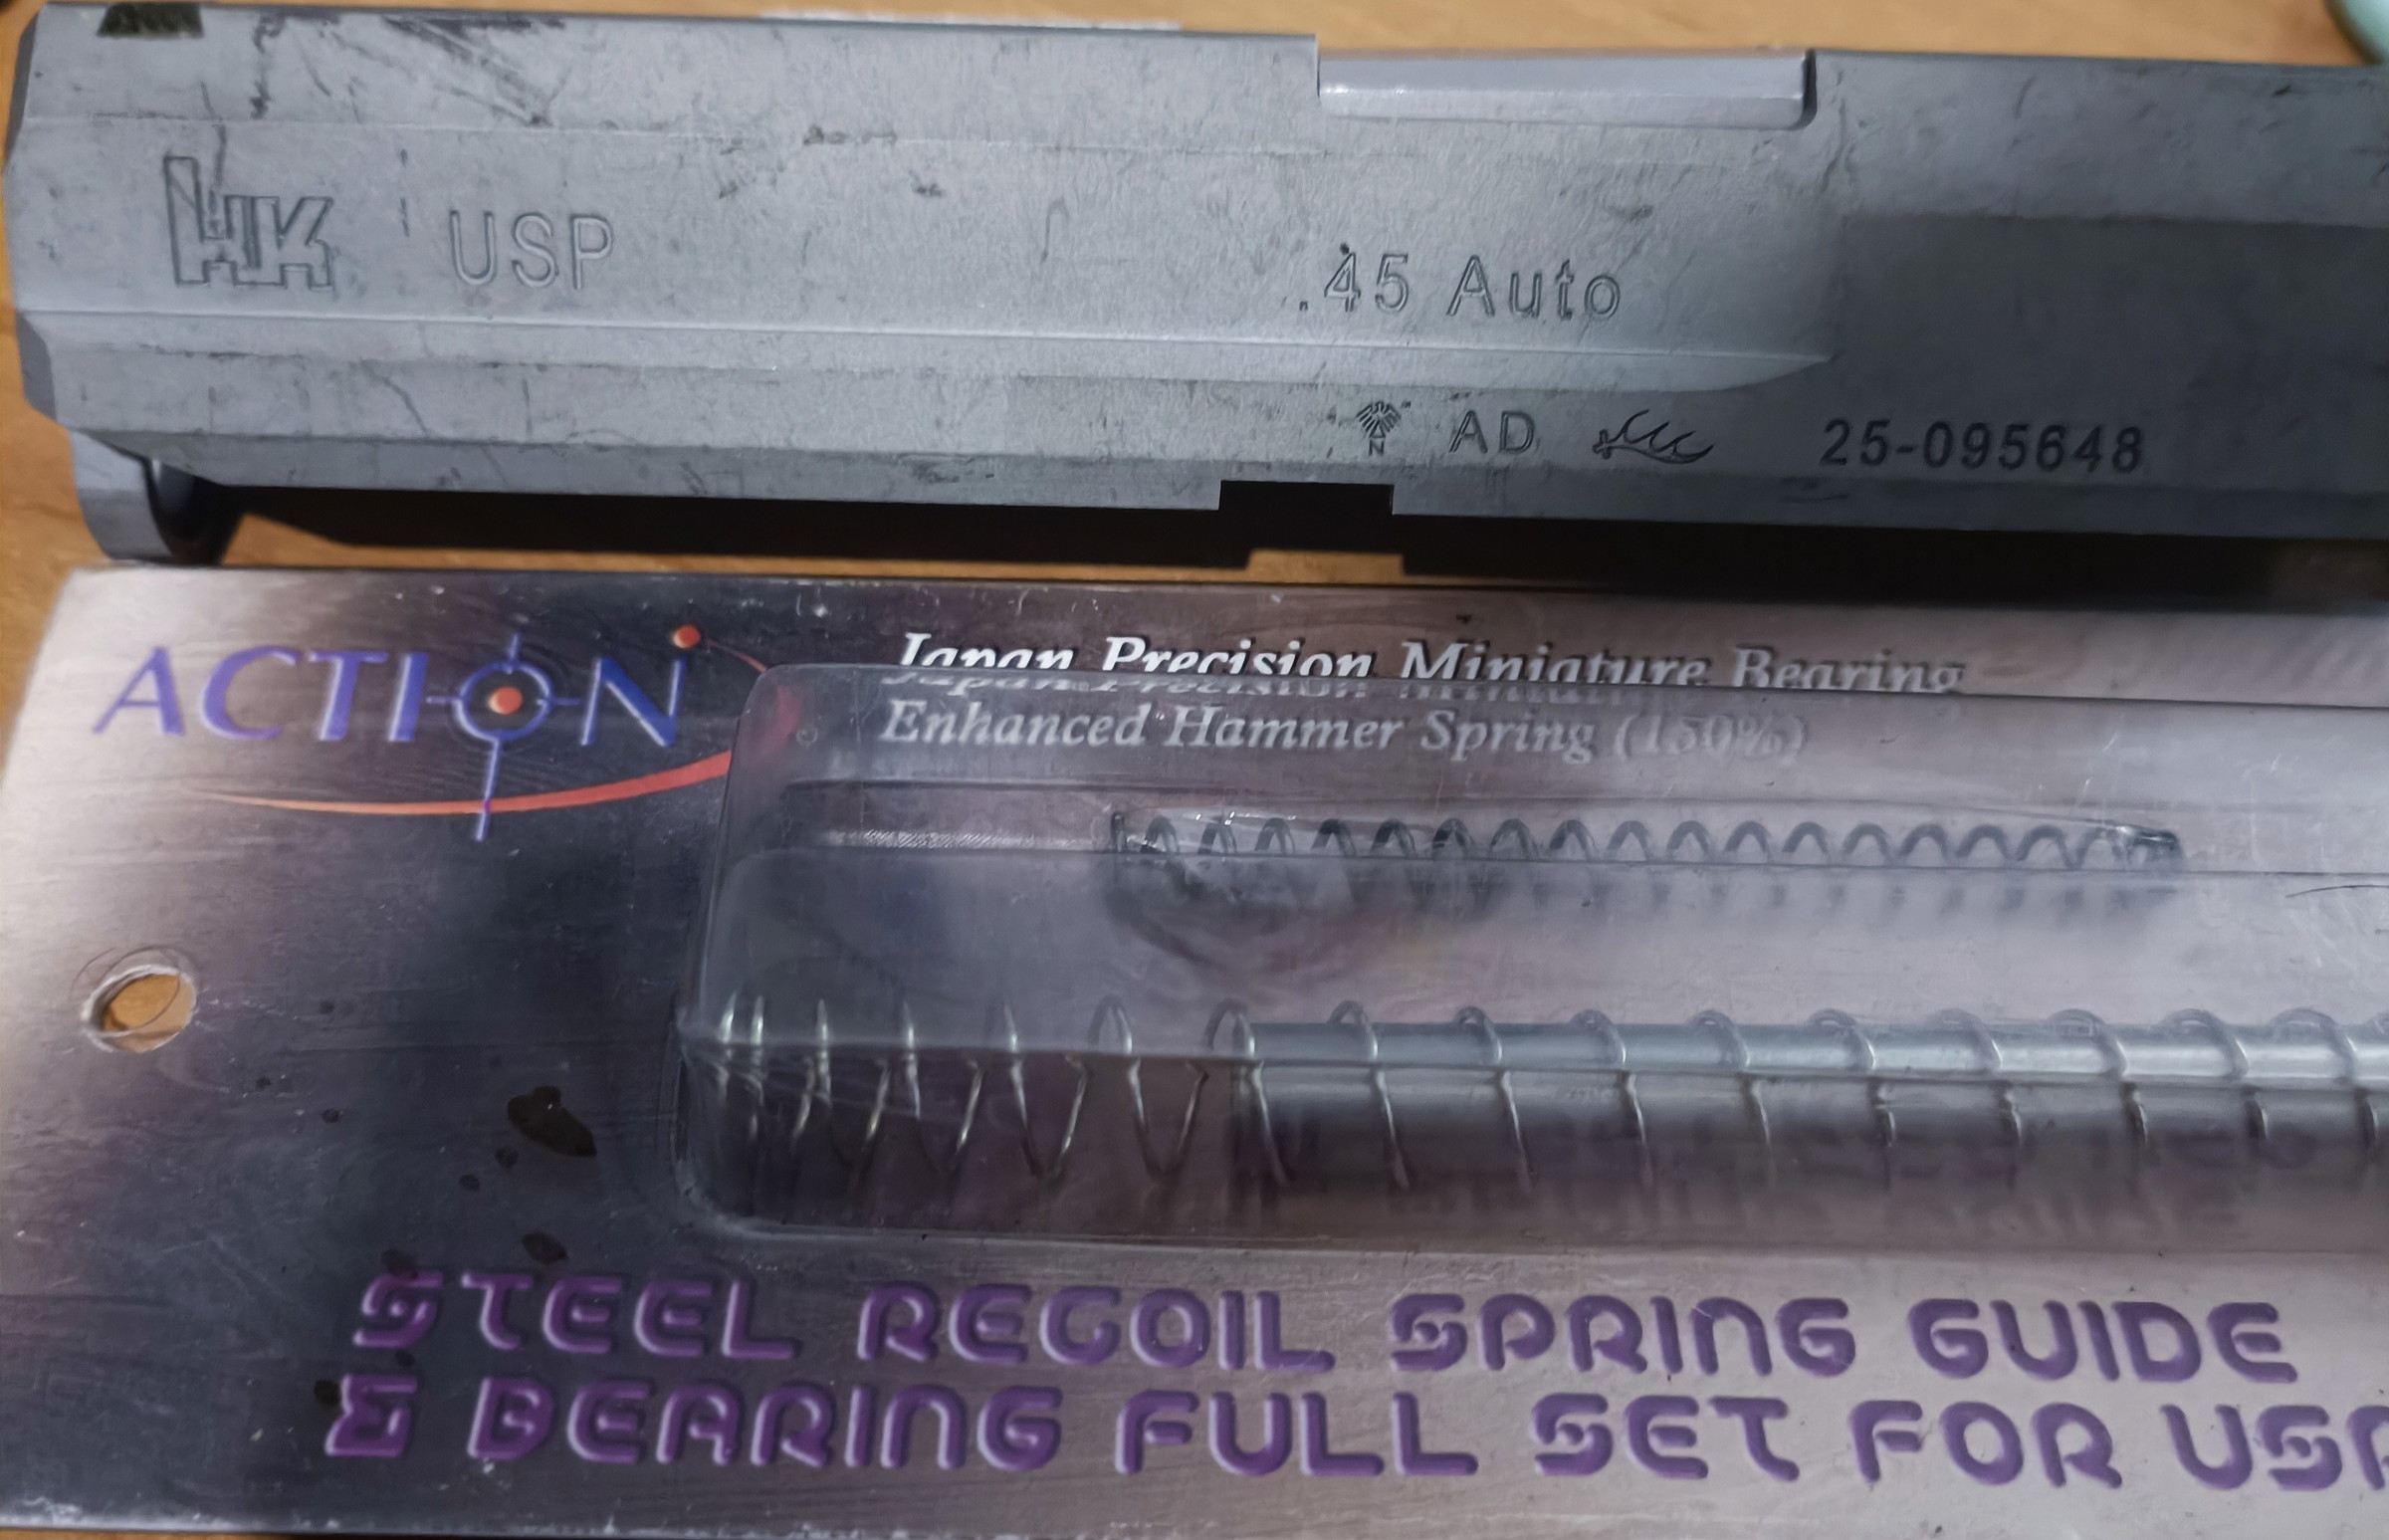 HK USP
.45 Auto
N AD 25-095648
ACTION
Japan Precision Miniature Bearing
Enhanced Hammer Spring (150%)
STEEL RECOIL SPRING GUIDE
& BEARING FULL SET FOR USP